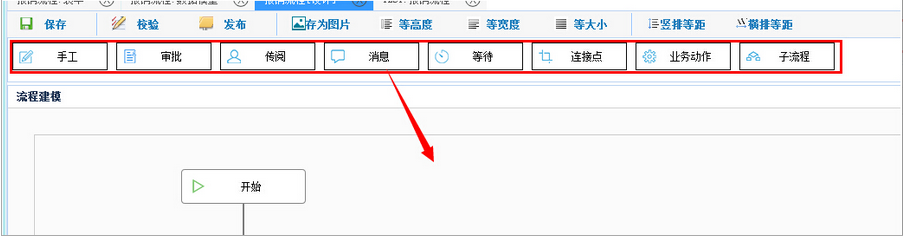 保存 校验 发布 存为图片 等高度 等宽度 等大小 竖排等距 横排等距
手工 审批 传阅 消息 等待 连接点 业务动作 子流程
流程建模
开始